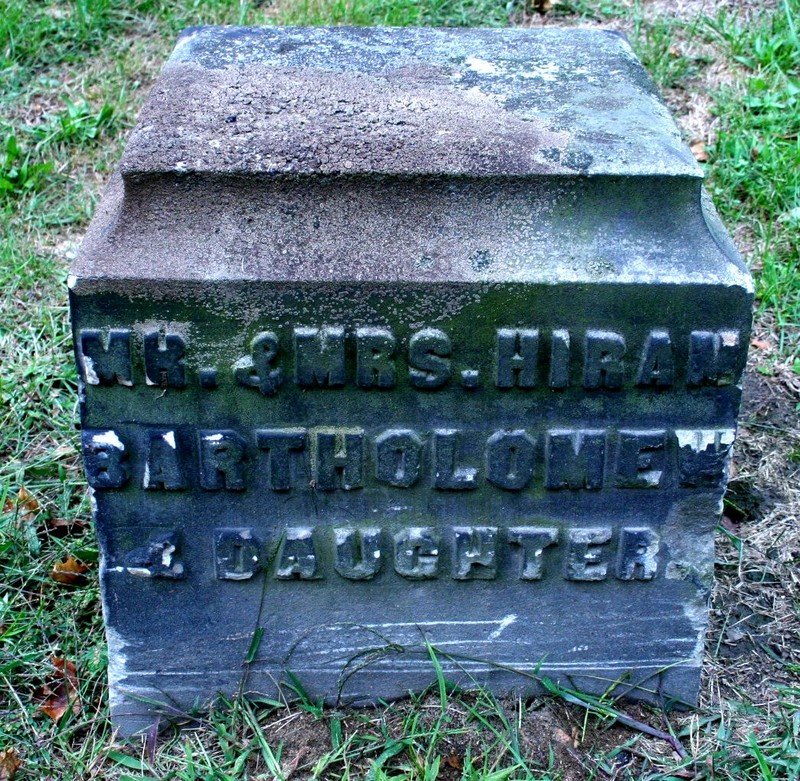 MR. & MRS. HIRAM
BARTHOLOMEW
& DAUGHTER.